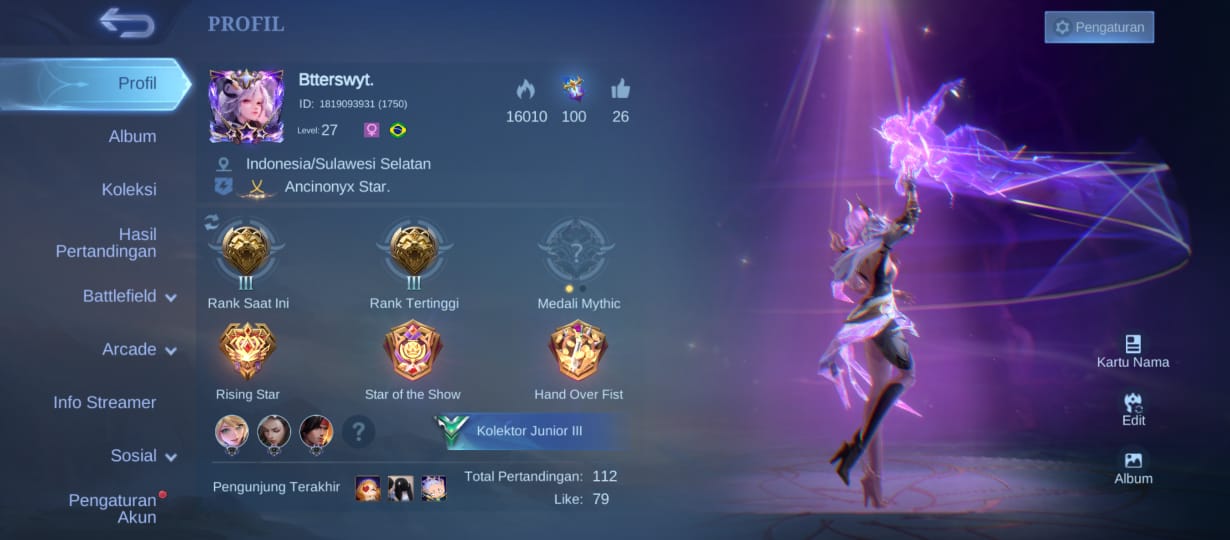 PROFIL
Pengaturan
Profil
Album
Koleksi
Hasil
Pertandingan
Battlefield
Arcade
Info Streamer
Sosial
Pengaturan
Akun
Btterswyt.
ID: 1819093931 (1750)
Level: 27
16010 100 26
Indonesia/Sulawesi Selatan
Ancinonyx Star.
III III ?
Rank Saat Ini Rank Tertinggi Medali Mythic
Rising Star Star of the Show Hand Over Fist
? Kolektor Junior III
Pengunjung Terakhir
Total Pertandingan: 112
Like: 79
Kartu Nama
Edit
Album